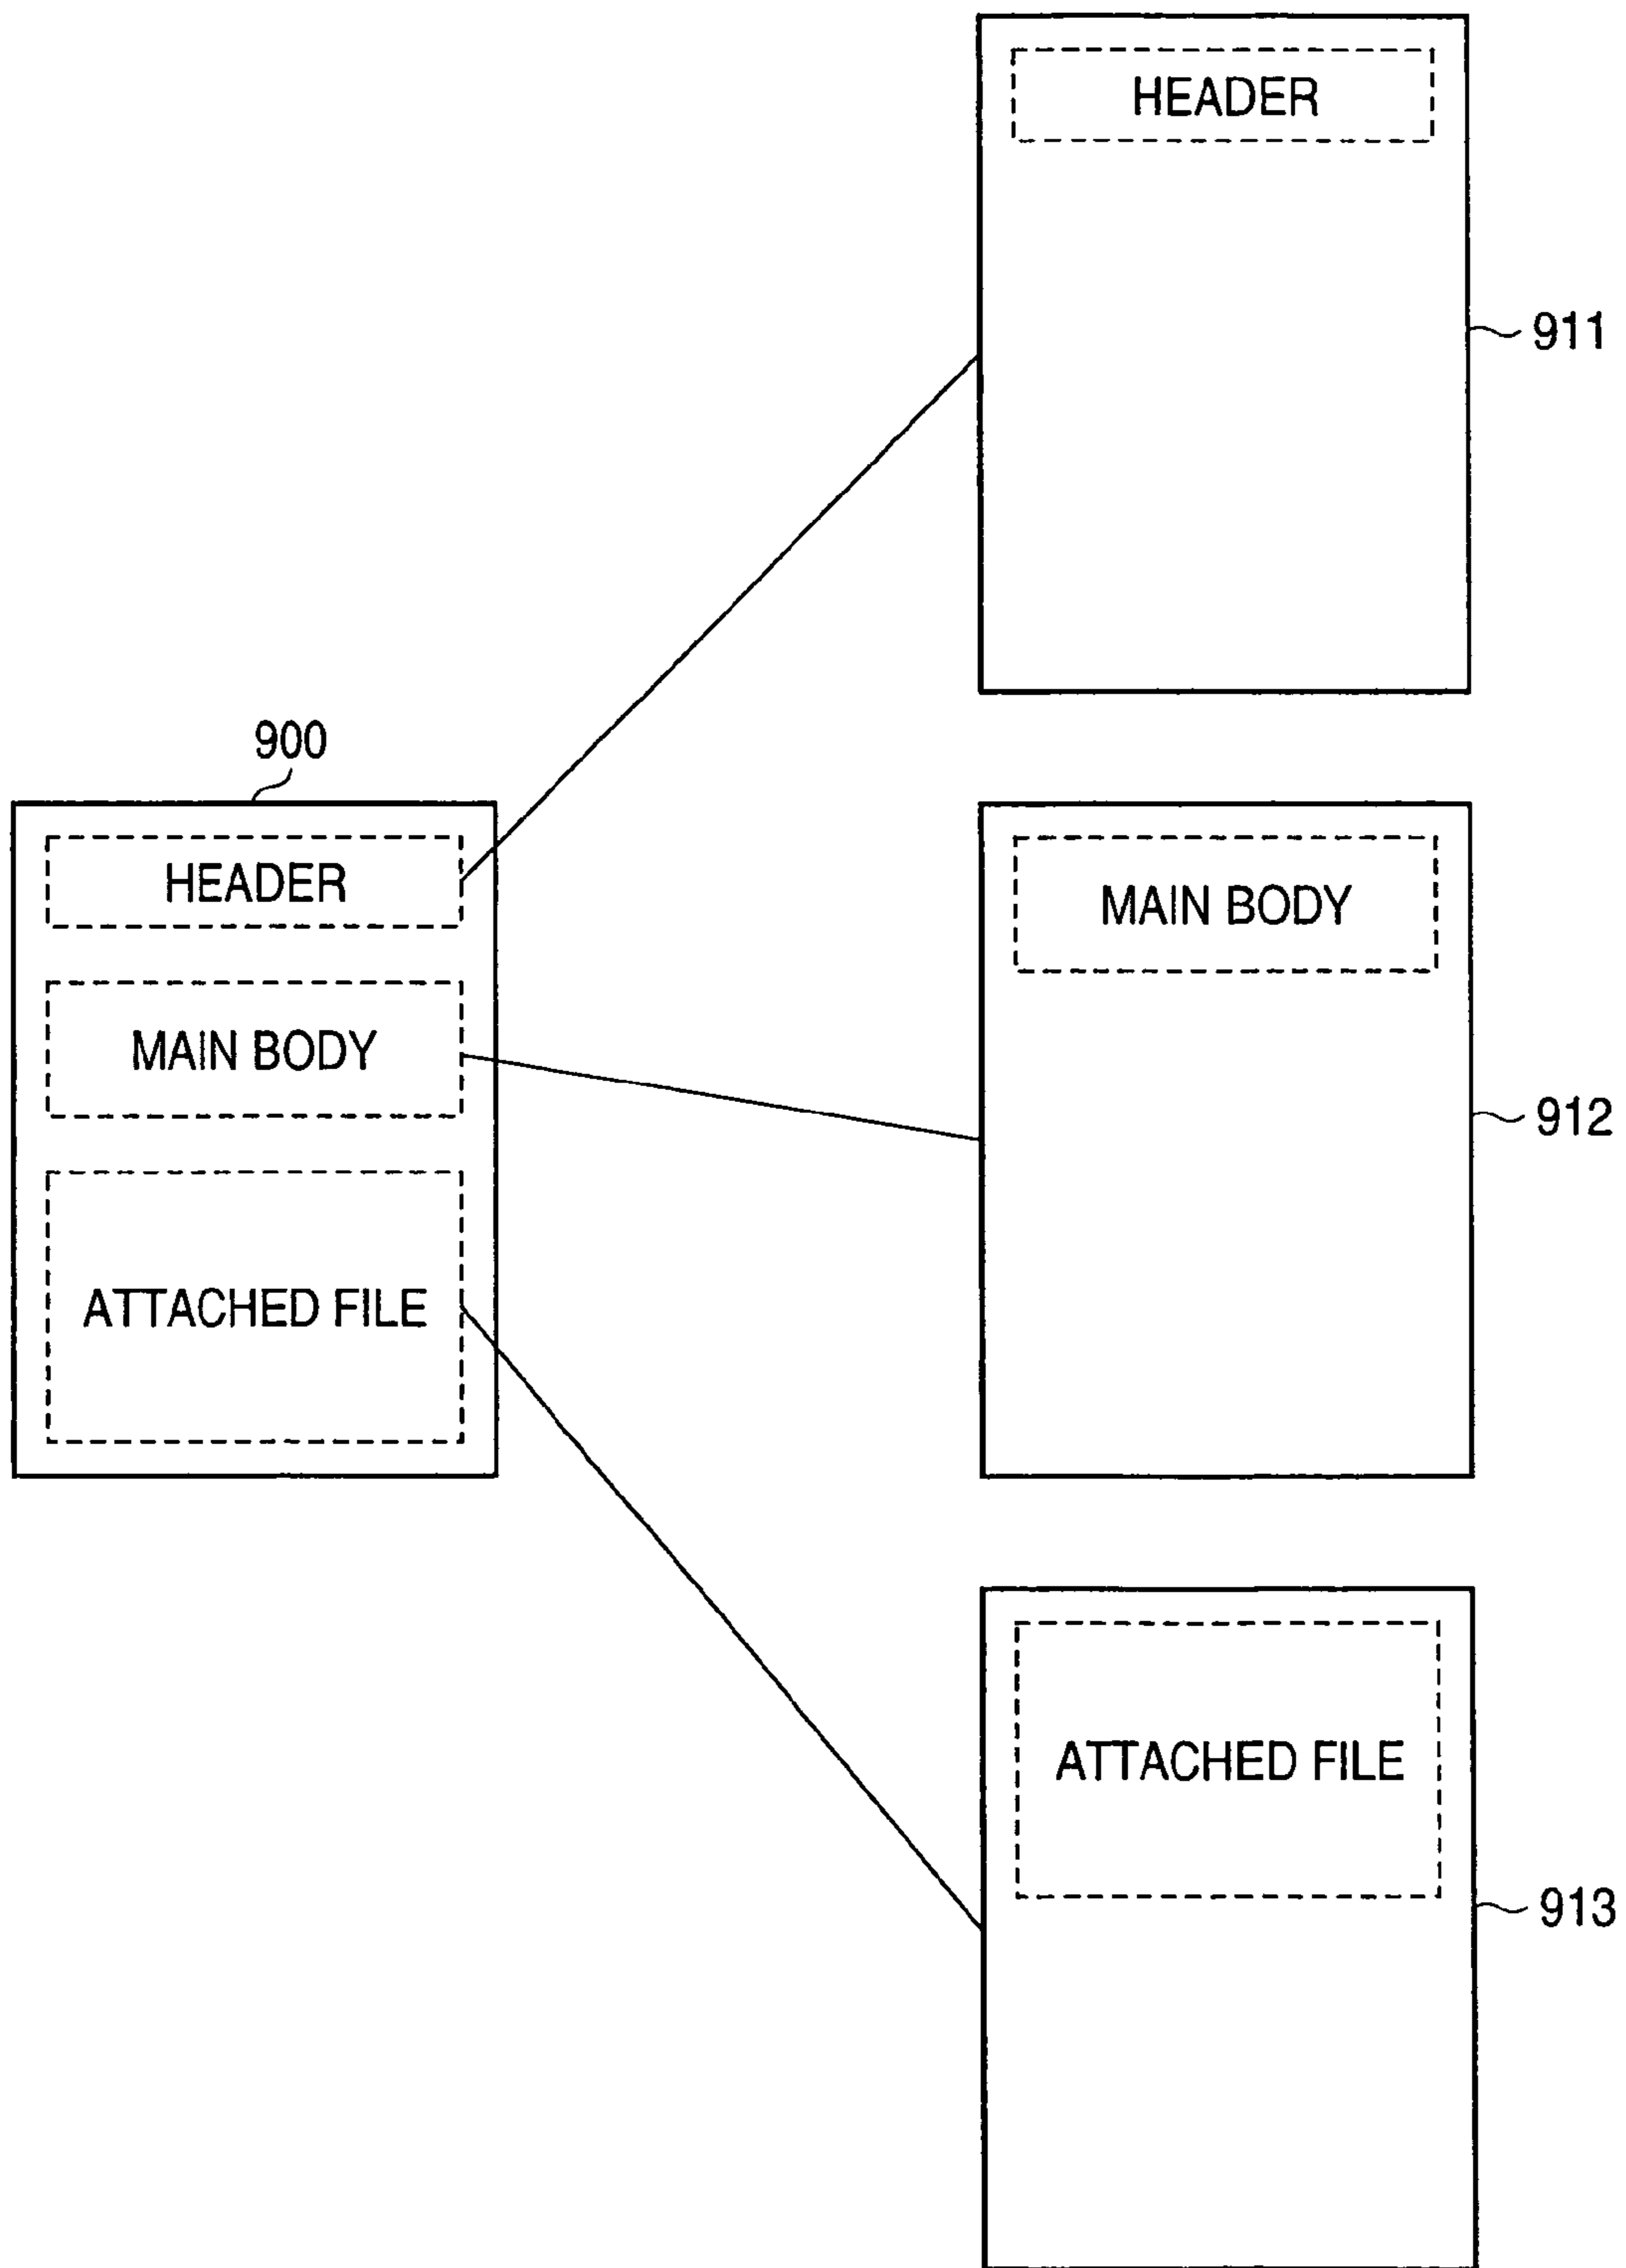 HEADER
911
900
HEADER
MAIN BODY
ATTACHED FILE
MAIN BODY
912
ATTACHED FILE
913